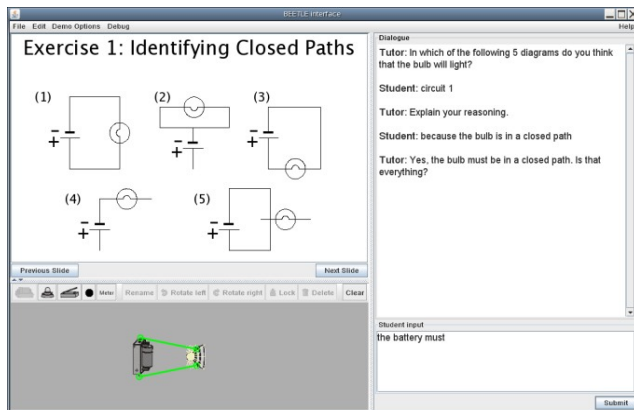 BEETLE interface
File Edit Demo Options Debug
Help
Exercise 1: Identifying Closed Paths
(1)
(2)
(3)
-
+
-
+
-
+
(4)
(5)
-
+
-
+
Previous Slide
Next Slide
Meter Rename Rotate left Rotate right Lock Delete Clear
Dialogue
Tutor: In which of the following 5 diagrams do you think
that the bulb will light?
Student: circuit 1
Tutor: Explain your reasoning.
Student: because the bulb is in a closed path
Tutor: Yes, the bulb must be in a closed path. Is that
everything?
Student input
the battery must
Submit